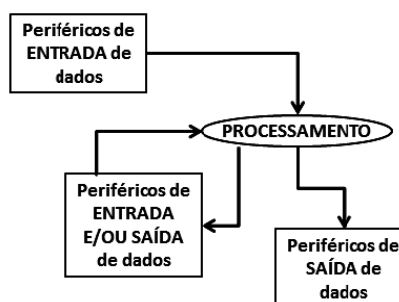 Periféricos de
ENTRADA de
dados
PROCESSAMENTO
Periféricos de
ENTRADA
E/OU SAÍDA
de dados
Periféricos de
SAÍDA de
dados